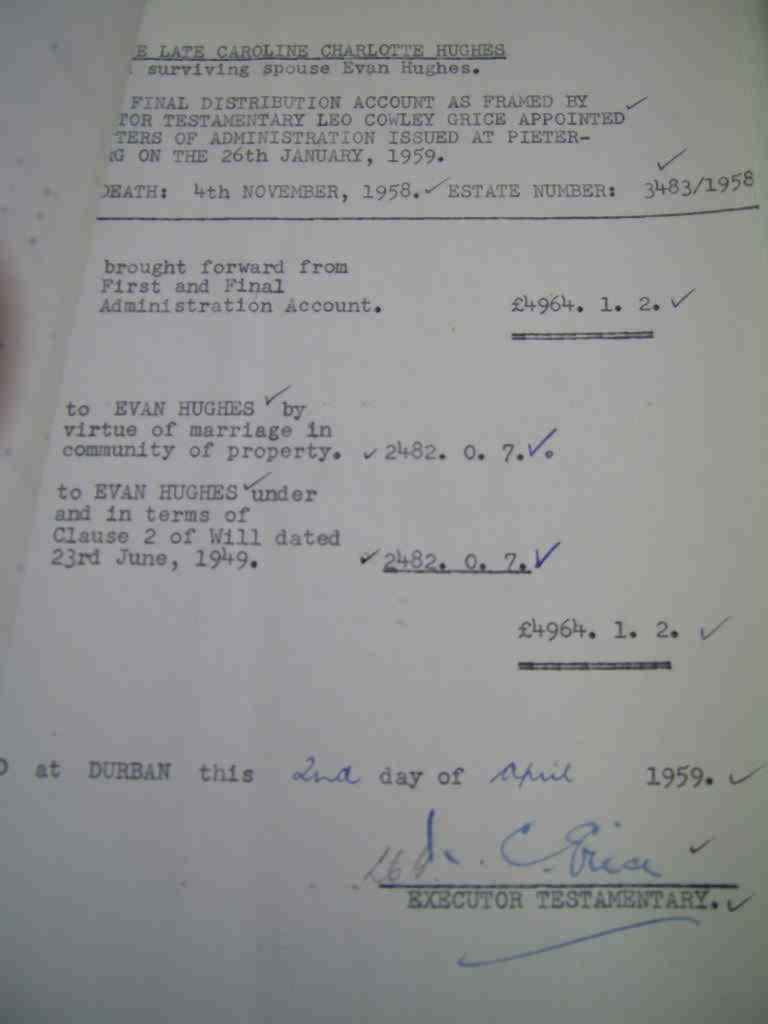 E LATE CAROLINE CHARLOTTE HUGHES
surviving spouse Evan Hughes.
FINAL DISTRIBUTION ACCOUNT AS FRAMED BY
TOR TESTAMENTARY LEO COWLEY GRICE APPOINTED
TERS OF ADMINISTRATION ISSUED AT PIETER-
G ON THE 26th JANUARY, 1959.
DEATH: 4th NOVEMBER, 1958. ESTATE NUMBER: 3483/1958
brought forward from
First and Final
Administration Account. £4964. 1. 2.
to EVAN HUGHES by
virtue of marriage in
community of property. 2482. 0. 7.
to EVAN HUGHES under
and in terms of
Clause 2 of Will dated
23rd June, 1949. 2482. 0. 7.
£4964. 1. 2.
D at DURBAN this 2nd day of April 1959.
L. C. Grice
EXECUTOR TESTAMENTARY.